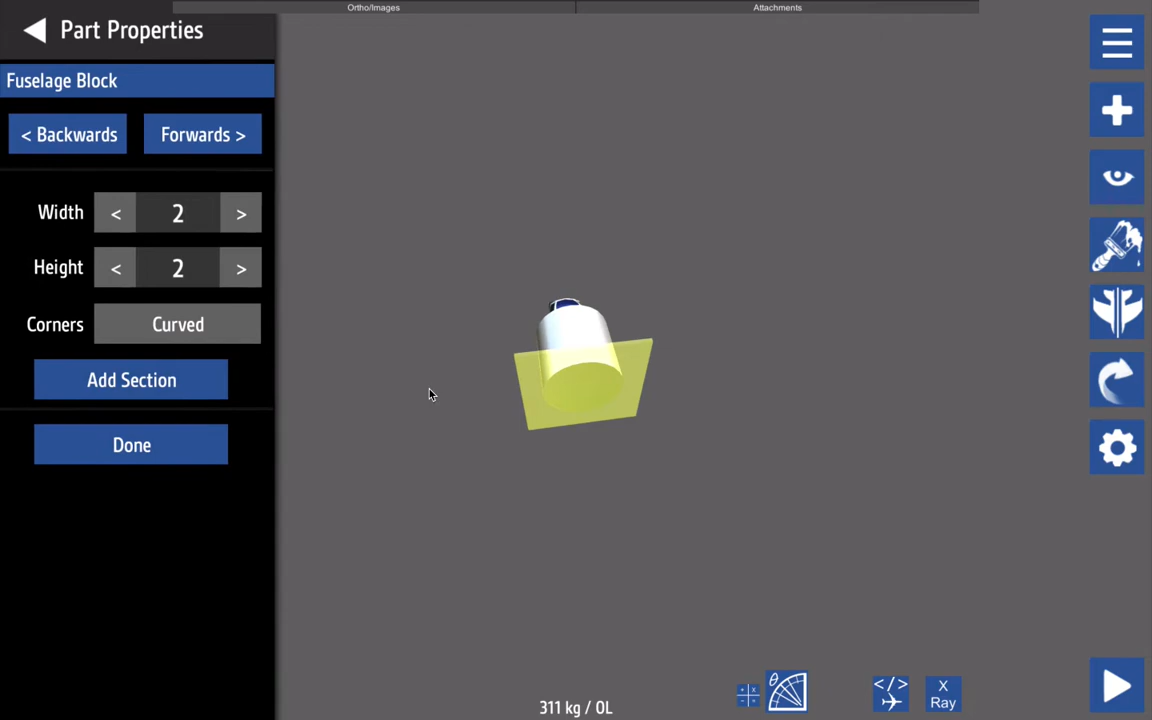 Ortho/Images
Attachments
Part Properties
Fuselage Block
< Backwards
Forwards >
Width < 2 >
Height < 2 >
Corners Curved
Add Section
Done
311 kg / 0L
θ
</>
X
Ray